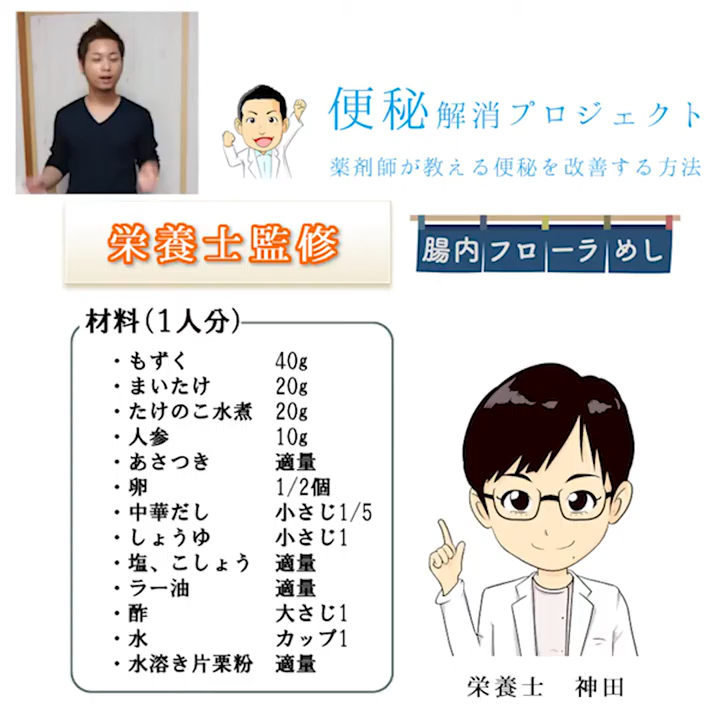 便秘解消プロジェクト
薬剤師が教える便秘を改善する方法
栄養士監修
腸内フローラめし
材料(1人分)
・もずく 40g
・まいたけ 20g
・たけのこ水煮 20g
・人参 10g
・あさつき 適量
・卵 1/2個
・中華だし 小さじ1/5
・しょうゆ 小さじ1
・塩、こしょう 適量
・ラー油 適量
・酢 大さじ1
・水 カップ1
・水溶き片栗粉 適量
栄養士 神田